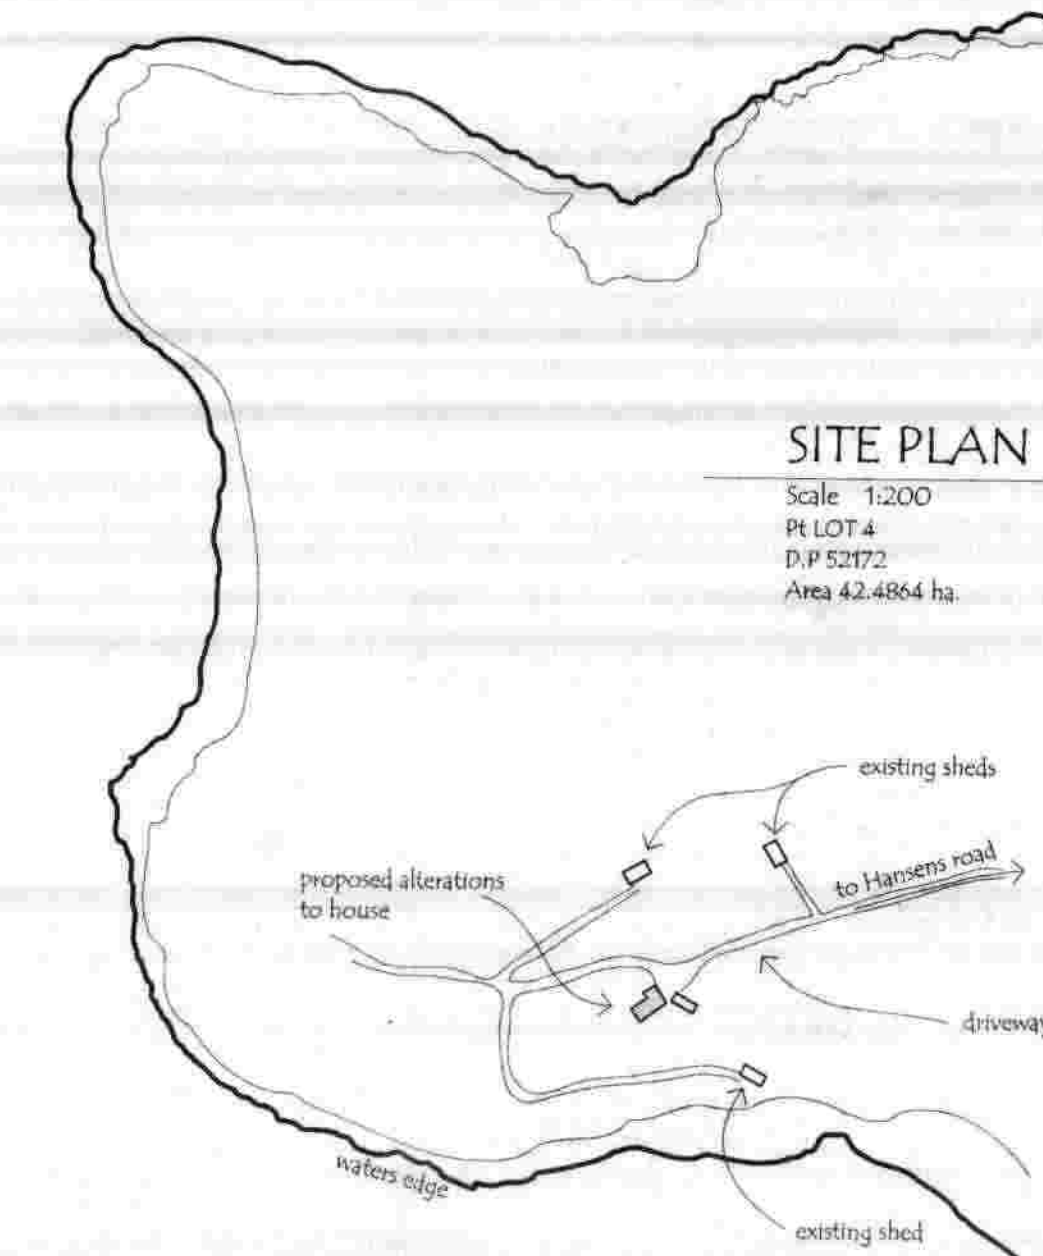 SITE PLAN
Scale 1:200
Pt LOT 4
D.P 52172
Area 42.4864 ha.
existing sheds
to Hansens road
proposed alterations
to house
driveway
waters edge
existing shed